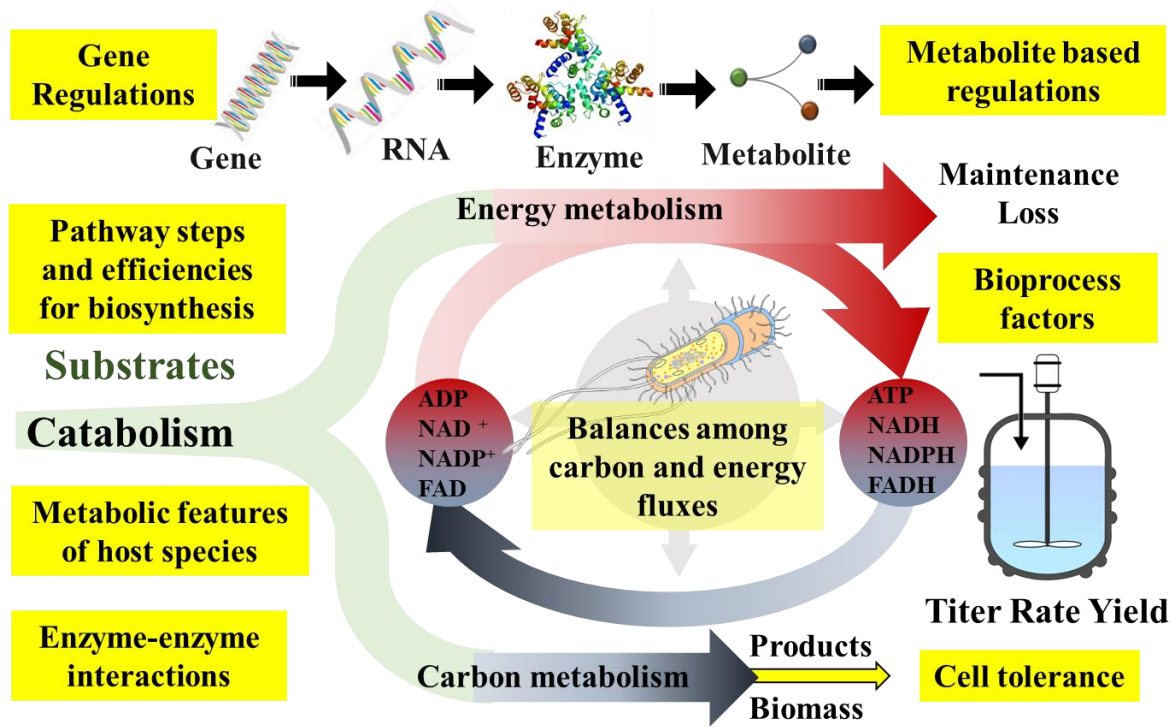 Gene
Regulations
Gene
RNA
Enzyme
Metabolite
Metabolite based
regulations
Pathway steps
and efficiencies
for biosynthesis
Energy metabolism
Maintenance
Loss
Bioprocess
factors
Substrates
Catabolism
ADP
NAD +
NADP+
FAD
Balances among
carbon and energy
fluxes
ATP
NADH
NADPH
FADH
Metabolic features
of host species
Titer Rate Yield
Enzyme-enzyme
interactions
Carbon metabolism
Products
Biomass
Cell tolerance